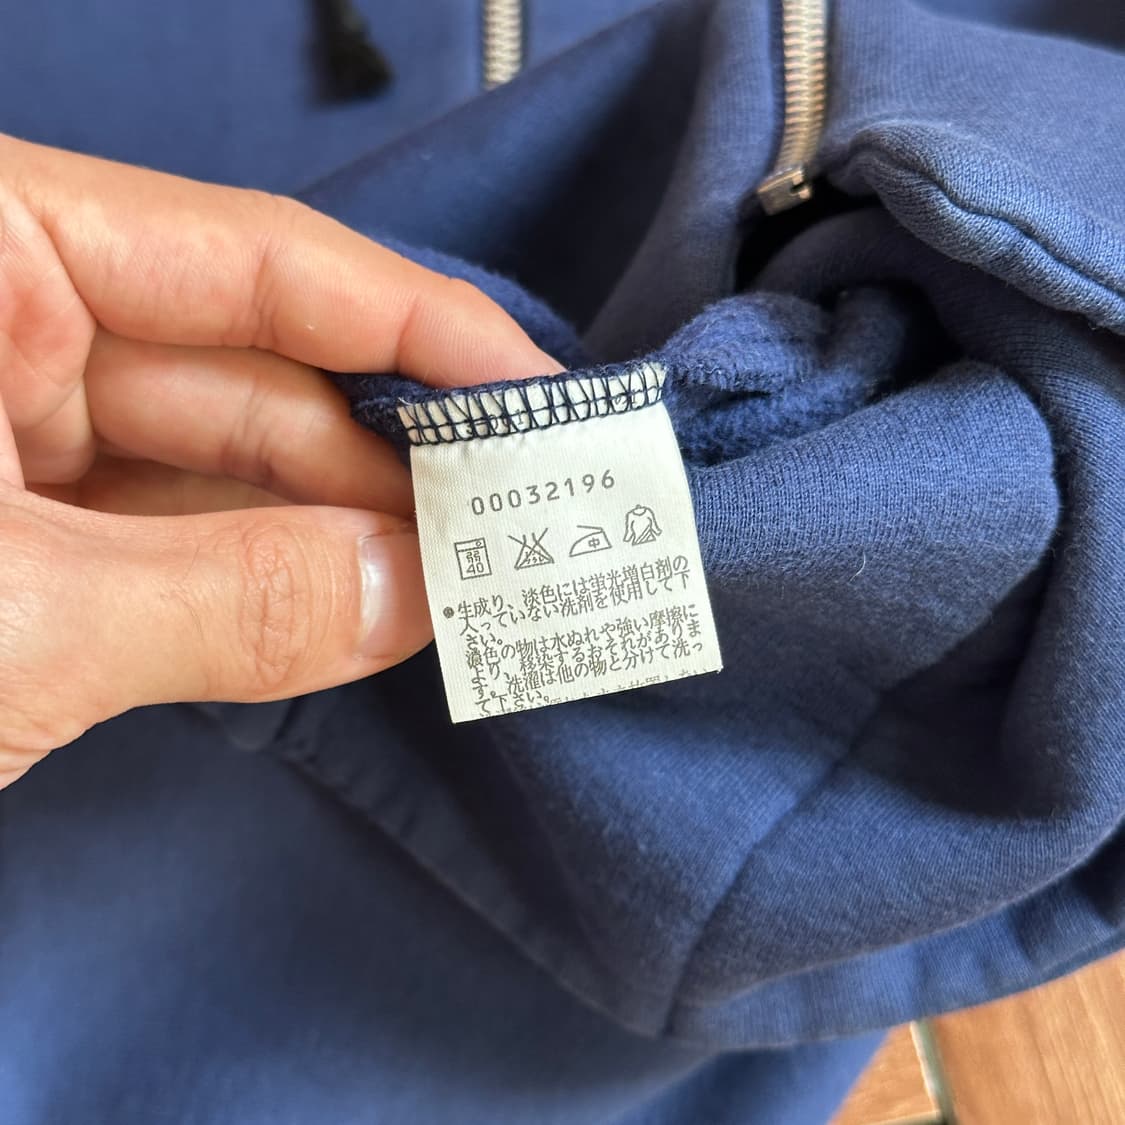 00032196
弱
40
中
●生成り、淡色には蛍光増白剤の
入っていない洗剤を使用して下
さい。
濃色の物は水ぬれや強い摩擦に
より、移染するおそれがありま
す。洗濯は他の物と分けて洗っ
て下さい。